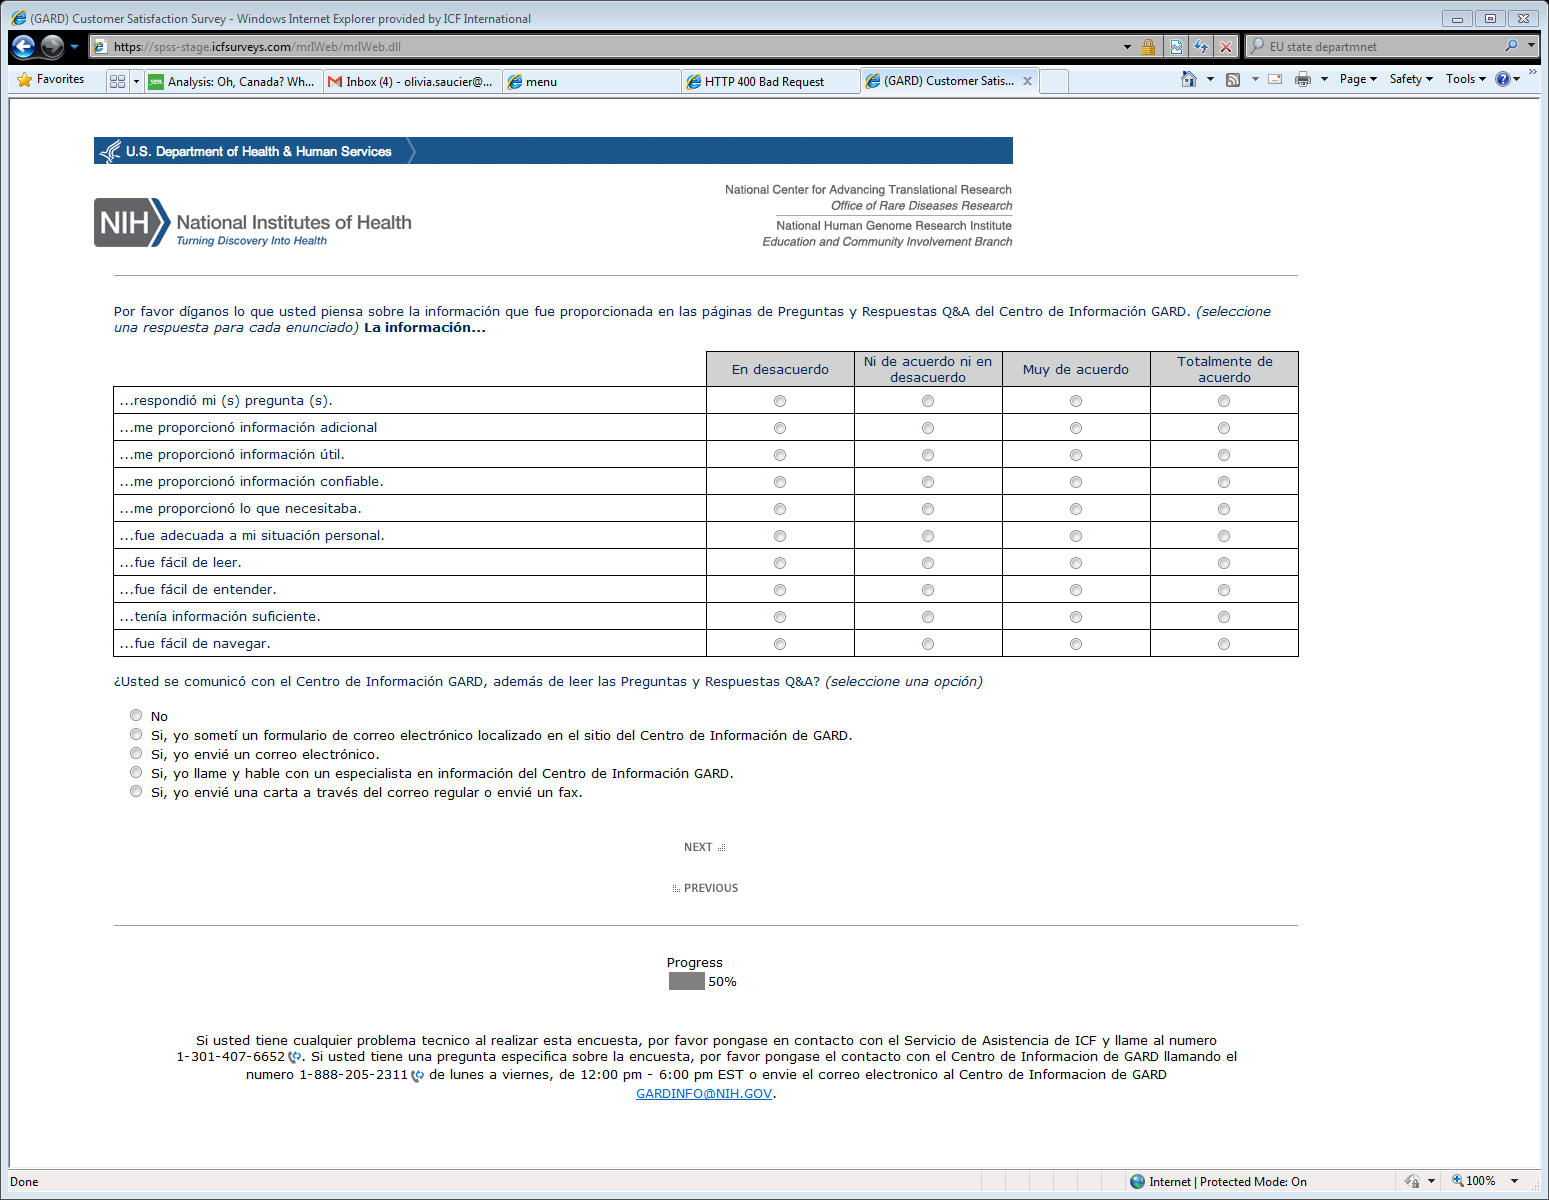 (GARD) Customer Satisfaction Survey - Windows Internet Explorer provided by ICF International
https://spss-stage.icfsurveys.com/mrIWeb/mrIWeb.dll
EU state departmnet
Favorites
Analysis: Oh, Canada? Wh...
Inbox (4) - olivia.saucier@...
menu
HTTP 400 Bad Request
(GARD) Customer Satis...
Page
Safety
Tools
U.S. Department of Health & Human Services
NIH National Institutes of Health
Turning Discovery Into Health
National Center for Advancing Translational Research
Office of Rare Diseases Research
National Human Genome Research Institute
Education and Community Involvement Branch
Por favor díganos lo que usted piensa sobre la información que fue proporcionada en las páginas de Preguntas y Respuestas Q&A del Centro de Información GARD. (seleccione
una respuesta para cada enunciado) La información...
En desacuerdo
Ni de acuerdo ni en
desacuerdo
Muy de acuerdo
Totalmente de
acuerdo
...respondió mi (s) pregunta (s).
...me proporcionó información adicional
...me proporcionó información útil.
...me proporcionó información confiable.
...me proporcionó lo que necesitaba.
...fue adecuada a mi situación personal.
...fue fácil de leer.
...fue fácil de entender.
...tenía información suficiente.
...fue fácil de navegar.
¿Usted se comunicó con el Centro de Información GARD, además de leer las Preguntas y Respuestas Q&A? (seleccione una opción)
No
Si, yo sometí un formulario de correo electrónico localizado en el sitio del Centro de Información de GARD.
Si, yo envié un correo electrónico.
Si, yo llame y hable con un especialista en información del Centro de Información GARD.
Si, yo envié una carta a través del correo regular o envié un fax.
NEXT
PREVIOUS
Progress
50%
Si usted tiene cualquier problema tecnico al realizar esta encuesta, por favor pongase en contacto con el Servicio de Asistencia de ICF y llame al numero
1-301-407-6652. Si usted tiene una pregunta especifica sobre la encuesta, por favor pongase el contacto con el Centro de Informacion de GARD llamando el
numero 1-888-205-2311 de lunes a viernes, de 12:00 pm - 6:00 pm EST o envie el correo electronico al Centro de Informacion de GARD
GARDINFO@NIH.GOV.
Done
Internet | Protected Mode: On
100%